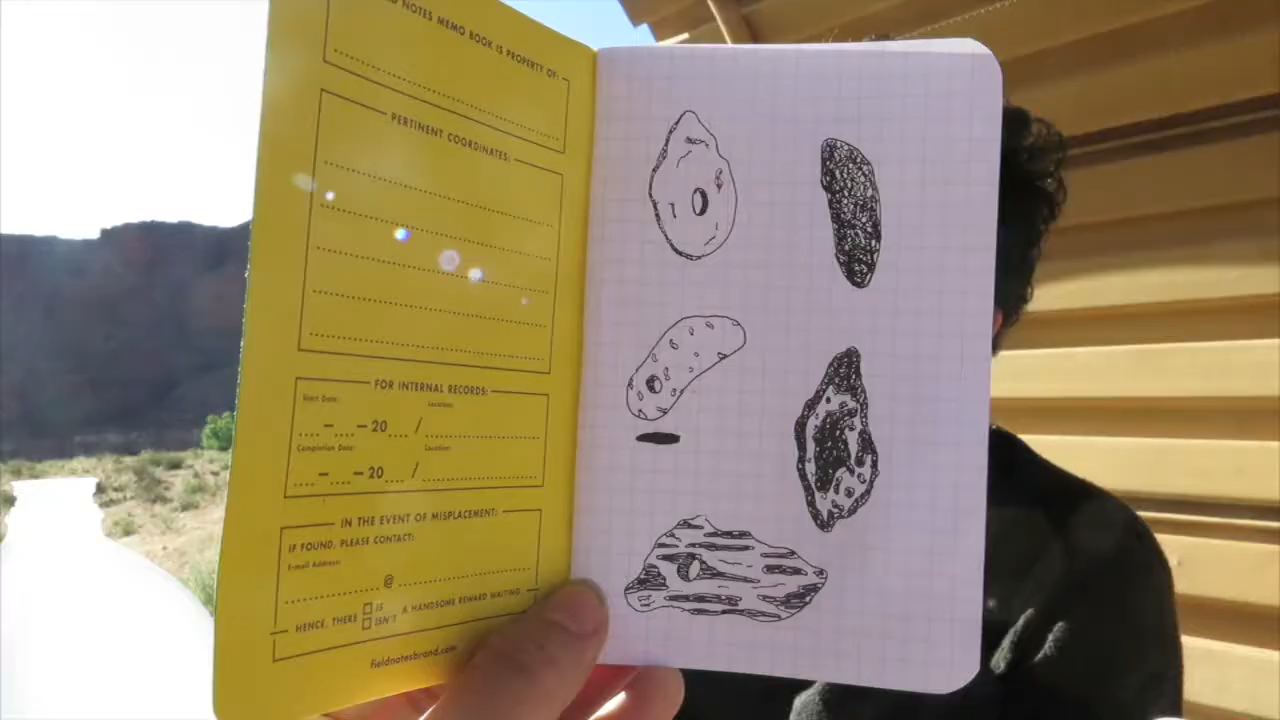 NOTES MEMO BOOK IS PROPERTY OF:
PERTINENT COORDINATES:
FOR INTERNAL RECORDS:
Start Date: Location:
– – 20 /
Completion Date: Location:
– – 20 /
IN THE EVENT OF MISPLACEMENT:
IF FOUND, PLEASE CONTACT:
E-mail Address:
@
HENCE, THERE IS A HANDSOME REWARD WAITING.
ISN'T
fieldnotesbrand.com